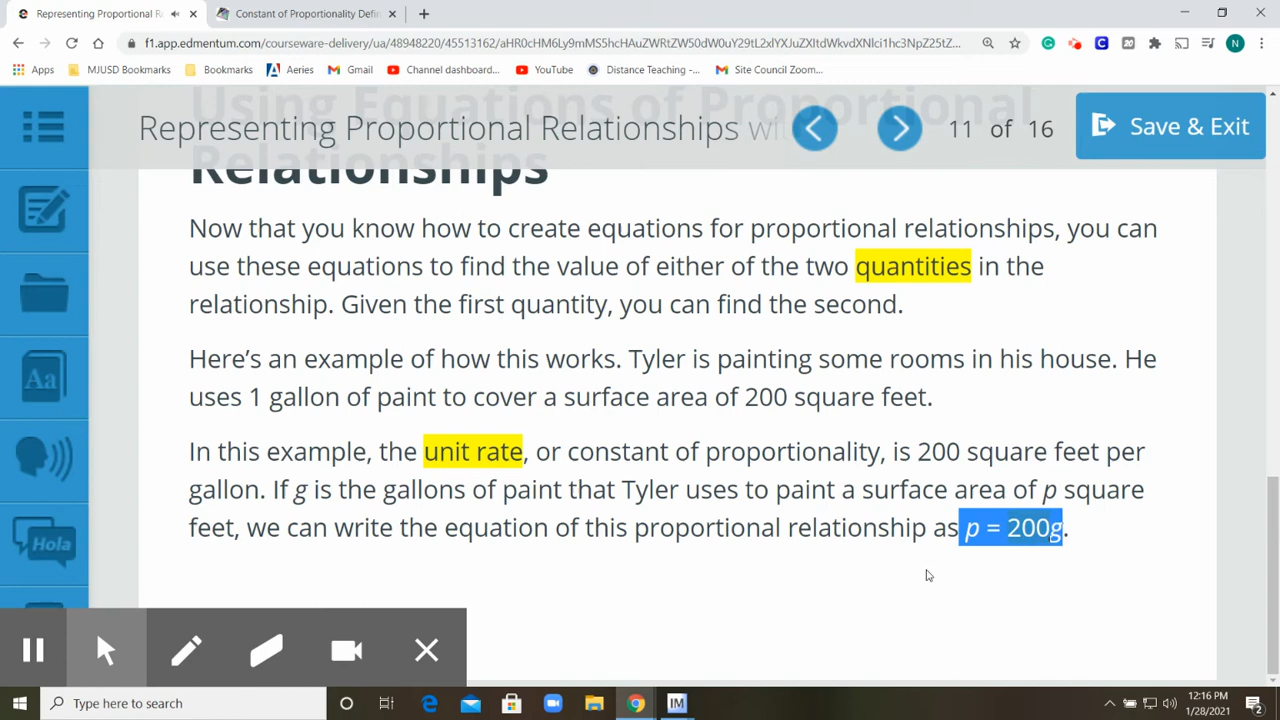 Representing Proportional Rela
Constant of Proportionality Defi
f1.app.edmentum.com/courseware-delivery/ua/48948220/45513162/
N
Apps
MJUSD Bookmarks
Bookmarks
Aeries
Gmail
Channel dashboard...
YouTube
Distance Teaching -...
Site Council Zoom...
Using Equations of Proportional
Relationships
Representing Proportional Relationships wi
11 of 16
Save & Exit
Now that you know how to create equations for proportional relationships, you can
use these equations to find the value of either of the two quantities in the
relationship. Given the first quantity, you can find the second.
Here's an example of how this works. Tyler is painting some rooms in his house. He
uses 1 gallon of paint to cover a surface area of 200 square feet.
In this example, the unit rate, or constant of proportionality, is 200 square feet per
gallon. If g is the gallons of paint that Tyler uses to paint a surface area of p square
feet, we can write the equation of this proportional relationship as p = 200g.
Aa
Hola
Type here to search
IM
12:16 PM
1/28/2021
2